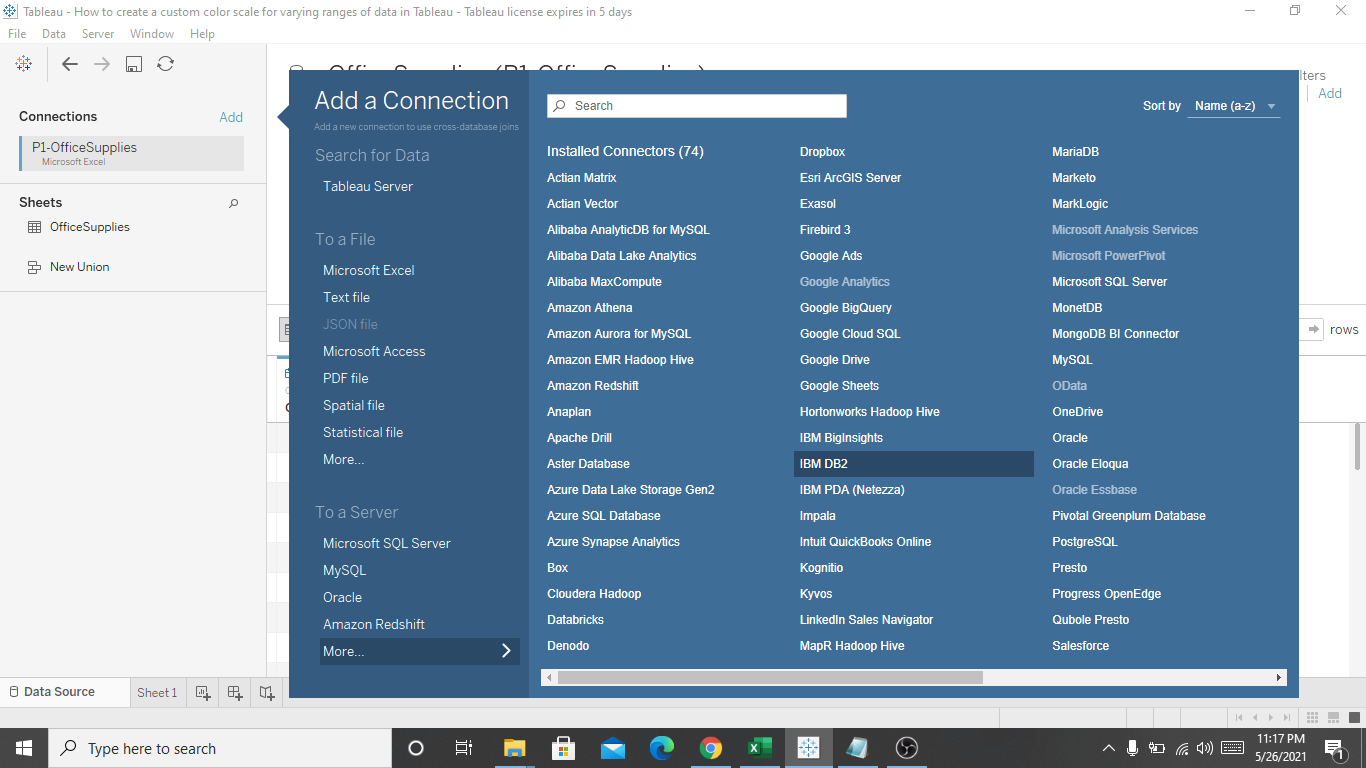 Tableau - How to create a custom color scale for varying ranges of data in Tableau - Tableau license expires in 5 days
File Data Server Window Help
Connections Add
P1-OfficeSupplies
Microsoft Excel
Sheets
OfficeSupplies
New Union
Add a Connection
Add a new connection to use cross-database joins
Search for Data
Tableau Server
To a File
Microsoft Excel
Text file
JSON file
Microsoft Access
PDF file
Spatial file
Statistical file
More...
To a Server
Microsoft SQL Server
MySQL
Oracle
Amazon Redshift
More...
Search
Sort by Name (a-z)
Installed Connectors (74)
Actian Matrix
Actian Vector
Alibaba AnalyticDB for MySQL
Alibaba Data Lake Analytics
Alibaba MaxCompute
Amazon Athena
Amazon Aurora for MySQL
Amazon EMR Hadoop Hive
Amazon Redshift
Anaplan
Apache Drill
Aster Database
Azure Data Lake Storage Gen2
Azure SQL Database
Azure Synapse Analytics
Box
Cloudera Hadoop
Databricks
Denodo
Dropbox
Esri ArcGIS Server
Exasol
Firebird 3
Google Ads
Google Analytics
Google BigQuery
Google Cloud SQL
Google Drive
Google Sheets
Hortonworks Hadoop Hive
IBM BigInsights
IBM DB2
IBM PDA (Netezza)
Impala
Intuit QuickBooks Online
Kognitio
Kyvos
LinkedIn Sales Navigator
MapR Hadoop Hive
MariaDB
Marketo
MarkLogic
Microsoft Analysis Services
Microsoft PowerPivot
Microsoft SQL Server
MonetDB
MongoDB BI Connector
MySQL
OData
OneDrive
Oracle
Oracle Eloqua
Oracle Essbase
Pivotal Greenplum Database
PostgreSQL
Presto
Progress OpenEdge
Qubole Presto
Salesforce
lters
Add
rows
Data Source Sheet 1
Type here to search
11:17 PM
5/26/2021
1